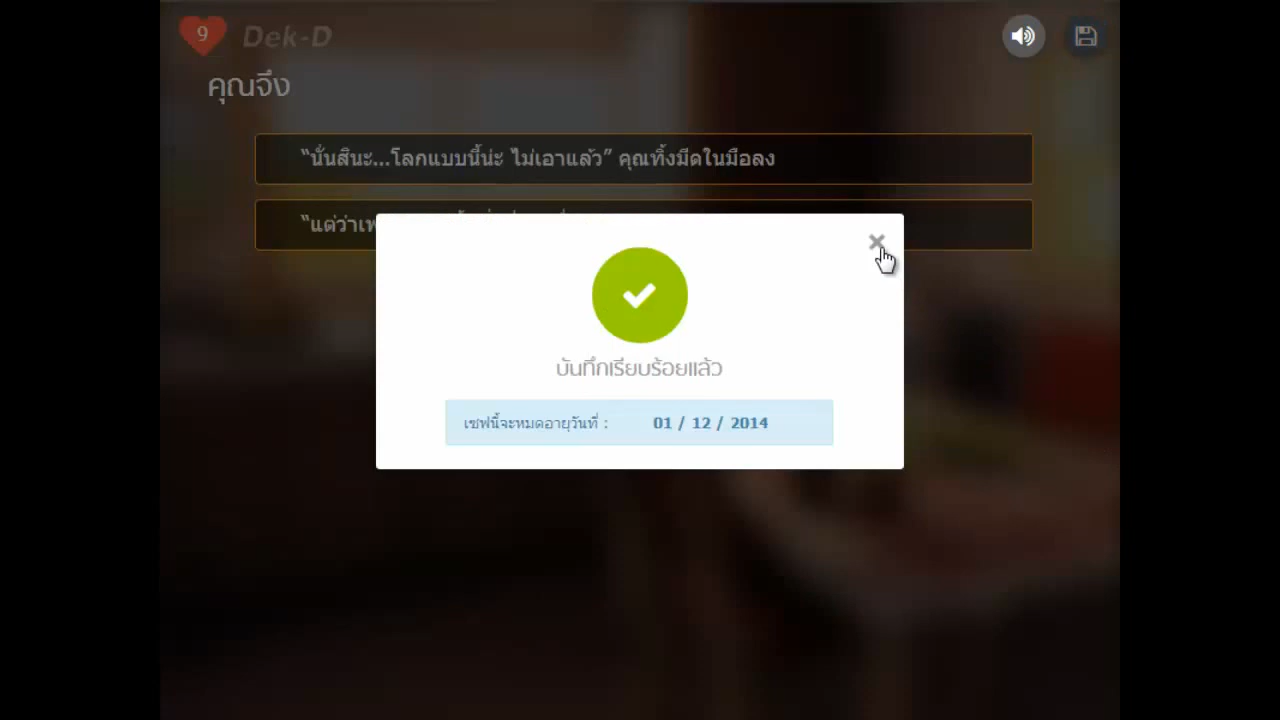 9
Dek-D
คุณจึง
“นั่นสินะ...โลกแบบนี้น่ะ ไม่เอาแล้ว” คุณทิ้งมีดในมือลง
“แต่ว่าเพ
บันทึกเรียบร้อยแล้ว
เซฟนี้จะหมดอายุวันที่ : 01 / 12 / 2014